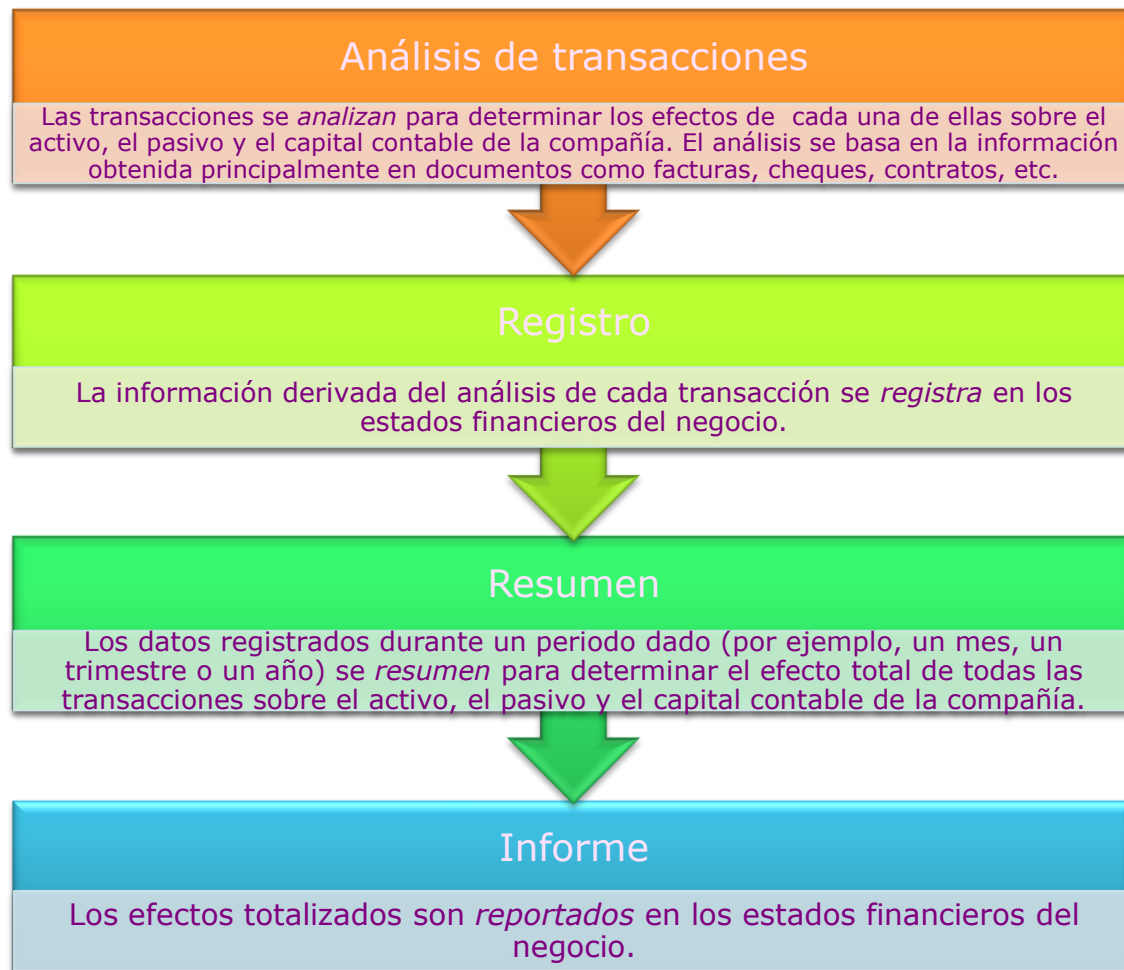 Análisis de transacciones
Las transacciones se analizan para determinar los efectos de cada una de ellas sobre el
activo, el pasivo y el capital contable de la compañía. El análisis se basa en la información
obtenida principalmente en documentos como facturas, cheques, contratos, etc.
Registro
La información derivada del análisis de cada transacción se registra en los
estados financieros del negocio.
Resumen
Los datos registrados durante un periodo dado (por ejemplo, un mes, un
trimestre o un año) se resumen para determinar el efecto total de todas las
transacciones sobre el activo, el pasivo y el capital contable de la compañía.
Informe
Los efectos totalizados son reportados en los estados financieros del
negocio.